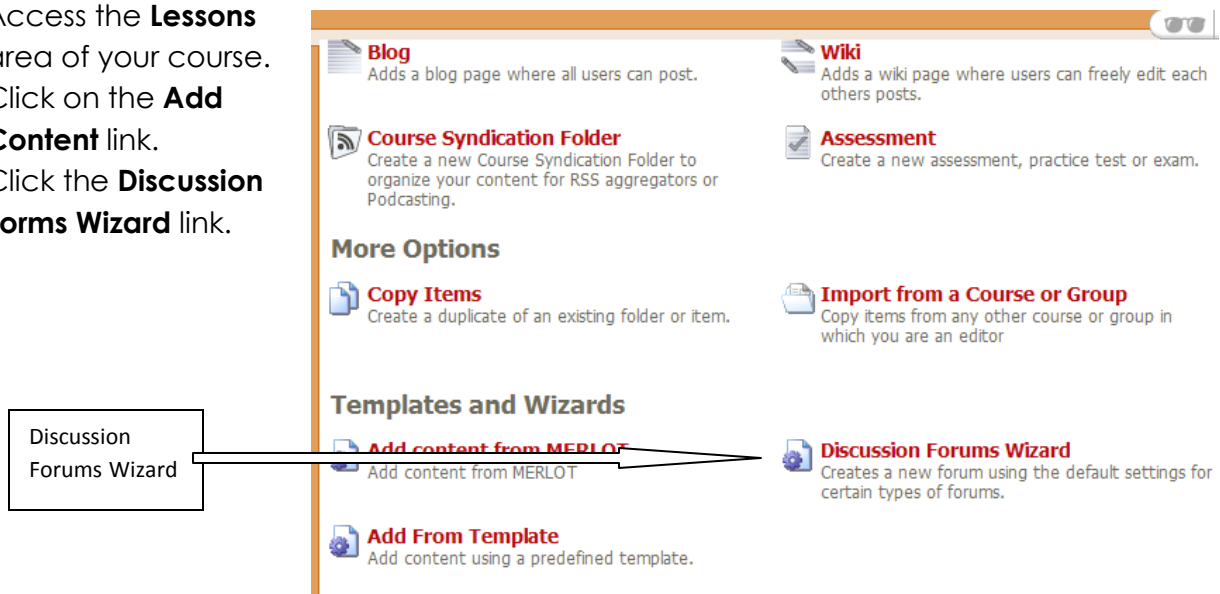 Access the Lessons
area of your course.
Click on the Add
Content link.
Click the Discussion
Forms Wizard link.
Blog
Adds a blog page where all users can post.
Wiki
Adds a wiki page where users can freely edit each
others posts.
Course Syndication Folder
Create a new Course Syndication Folder to
organize your content for RSS aggregators or
Podcasting.
Assessment
Create a new assessment, practice test or exam.
More Options
Copy Items
Create a duplicate of an existing folder or item.
Import from a Course or Group
Copy items from any other course or group in
which you are an editor
Templates and Wizards
Discussion
Forums Wizard
Add content from MERLOT
Add content from MERLOT
Discussion Forums Wizard
Creates a new forum using the default settings for
certain types of forums.
Add From Template
Add content using a predefined template.